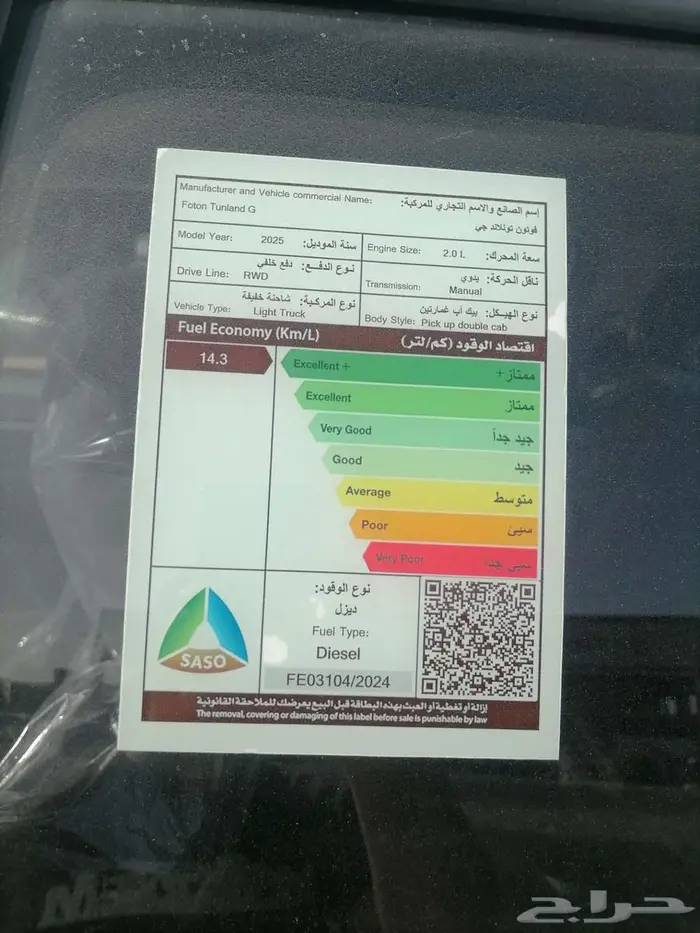 Manufacturer and Vehicle commercial Name: إسم الصانع والاسم التجاري للمركبة:
Foton Tunland G فوتون تونلاند جي
Model Year: 2025 سنة الموديل:
Engine Size: 2.0 L سعة المحرك:
نوع الدفع: دفع خلفي
Drive Line: RWD
ناقل الحركة: يدوي
Transmission: Manual
نوع المركبة: شاحنة خفيفة
Vehicle Type: Light Truck
نوع الهيكل: بيك أب غمارتين
Body Style: Pick up double cab
Fuel Economy (Km/L) اقتصاد الوقود (كم/لتر)
14.3
Excellent + ممتاز+
Excellent ممتاز
Very Good جيد جداً
Good جيد
Average متوسط
Poor سيئ
Very Poor سيئ جداً
SASO
نوع الوقود:
ديزل
Fuel Type:
Diesel
FE03104/2024
إزالة أو تغطية أو العبث بهذه البطاقة قبل البيع يعرضك للملاحقة القانونية
The removal, covering or damaging of this label before sale is punishable by law
حراج